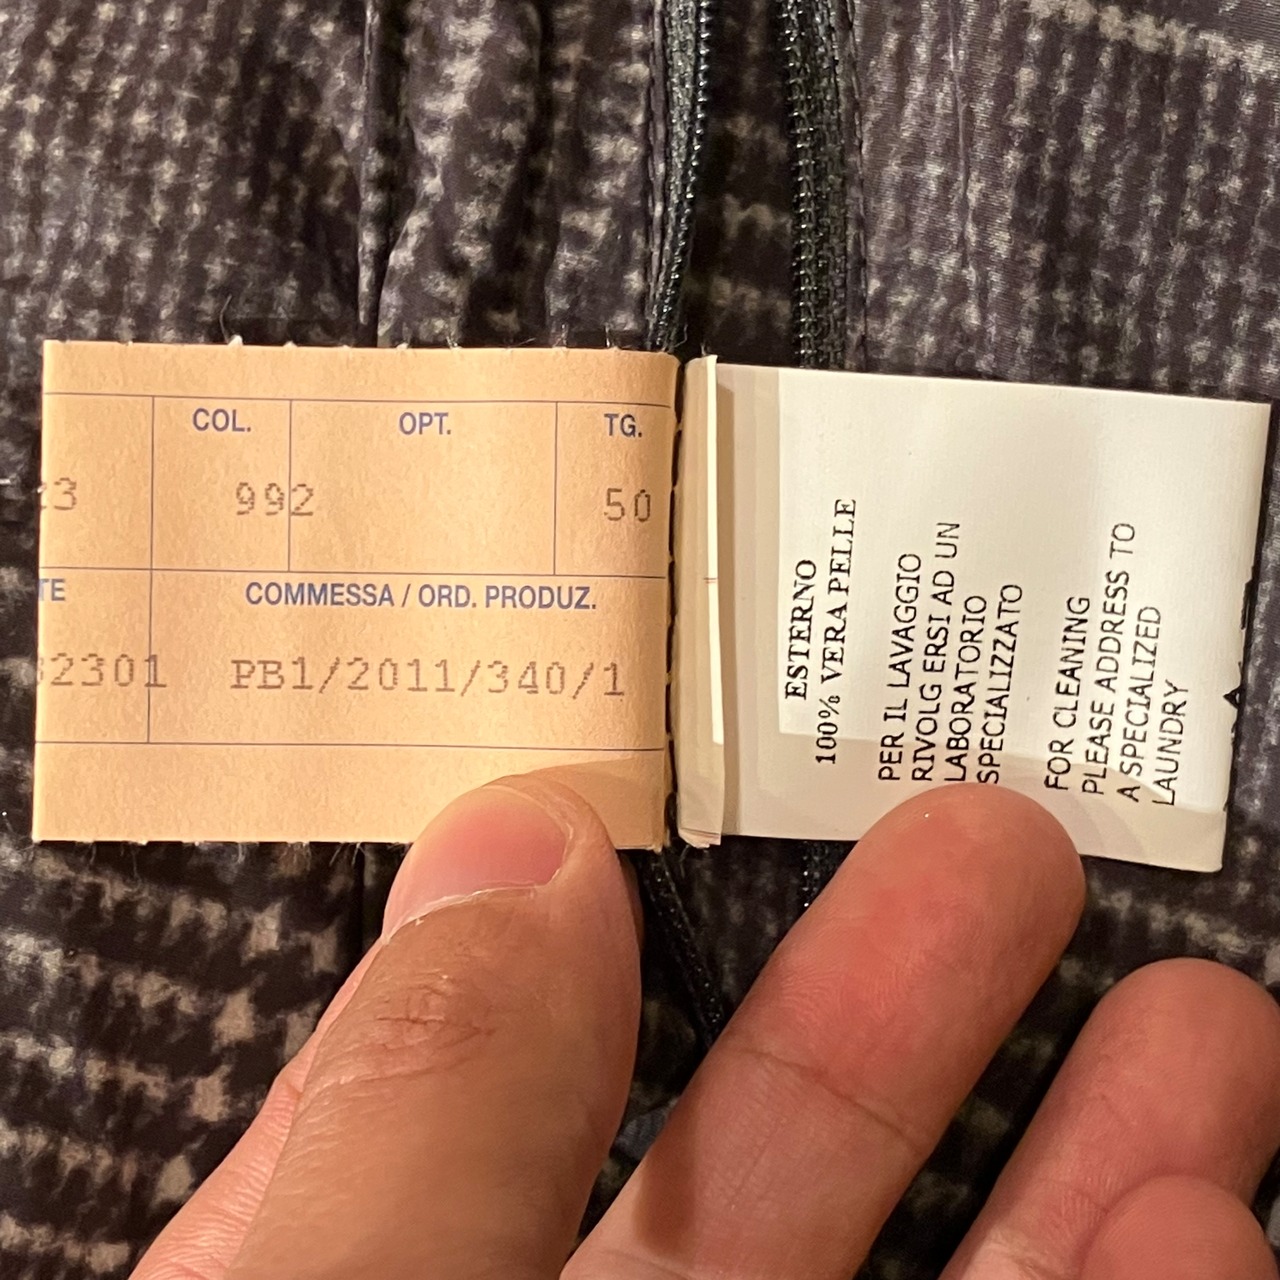 COL. OPT. TG.
992 50
COMMESSA / ORD. PRODUZ.
2301 PB1/2011/340/1
ESTERNO
100% VERA PELLE
PER IL LAVAGGIO
RIVOLG ERSI AD UN
LABORATORIO
SPECIALIZZATO
FOR CLEANING
PLEASE ADDRESS TO
A SPECIALIZED
LAUNDRY